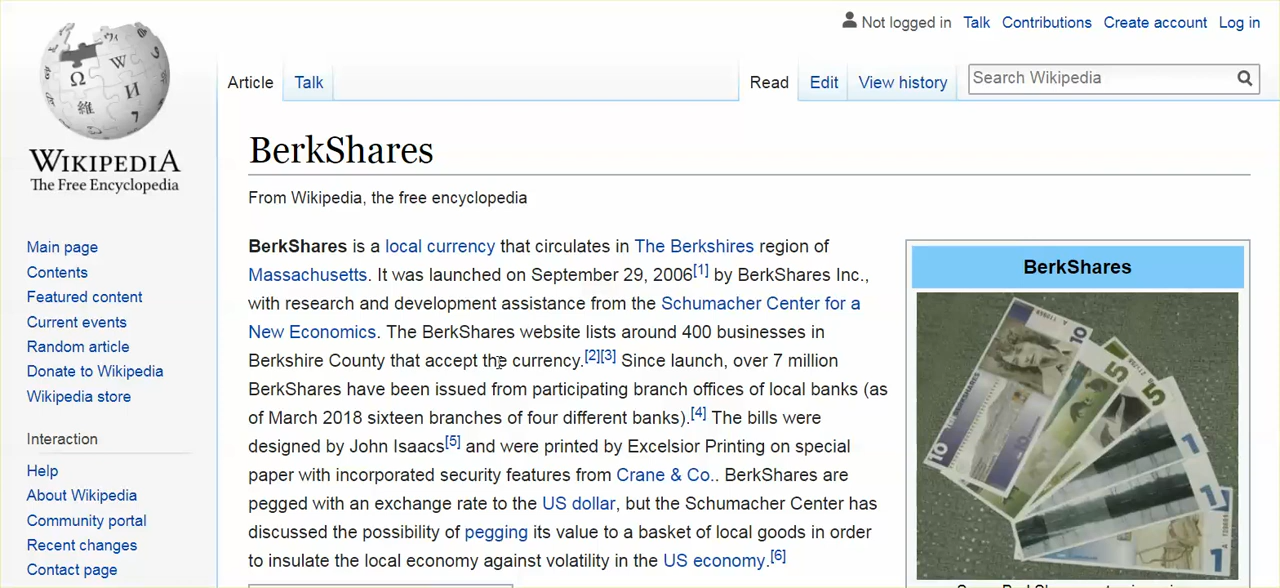 Not logged in Talk Contributions Create account Log in
Article Talk Read Edit View history Search Wikipedia
WIKIPEDIA
The Free Encyclopedia
Main page
Contents
Featured content
Current events
Random article
Donate to Wikipedia
Wikipedia store
Interaction
Help
About Wikipedia
Community portal
Recent changes
Contact page
BerkShares
From Wikipedia, the free encyclopedia
BerkShares is a local currency that circulates in The Berkshires region of
Massachusetts. It was launched on September 29, 2006[1] by BerkShares Inc.,
with research and development assistance from the Schumacher Center for a
New Economics. The BerkShares website lists around 400 businesses in
Berkshire County that accept the currency.[2][3] Since launch, over 7 million
BerkShares have been issued from participating branch offices of local banks (as
of March 2018 sixteen branches of four different banks).[4] The bills were
designed by John Isaacs[5] and were printed by Excelsior Printing on special
paper with incorporated security features from Crane & Co.. BerkShares are
pegged with an exchange rate to the US dollar, but the Schumacher Center has
discussed the possibility of pegging its value to a basket of local goods in order
to insulate the local economy against volatility in the US economy.[6]
BerkShares
10
10
5
5
1
1
1